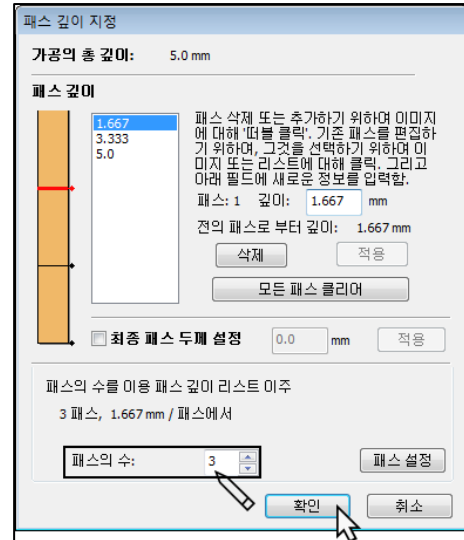 패스 깊이 지정
가공의 총 깊이: 5.0 mm
패스 깊이
1.667
3.333
5.0
패스 삭제 또는 추가하기 위하여 이미지
에 대해 '떠블 클릭'. 기존 패스를 편집하
기 위하여, 그것을 선택하기 위하여 이
미지 또는 리스트에 대해 클릭. 그리고
아래 필드에 새로운 정보를 입력함.
패스: 1 깊이: 1.667 mm
전의 패스로 부터 깊이: 1.667 mm
삭제 적용
모든 패스 클리어
최종 패스 두께 설정 0.0 mm 적용
패스의 수를 이용 패스 깊이 리스트 이주
3 패스, 1.667 mm / 패스에서
패스의 수: 3 패스 설정
확인 취소